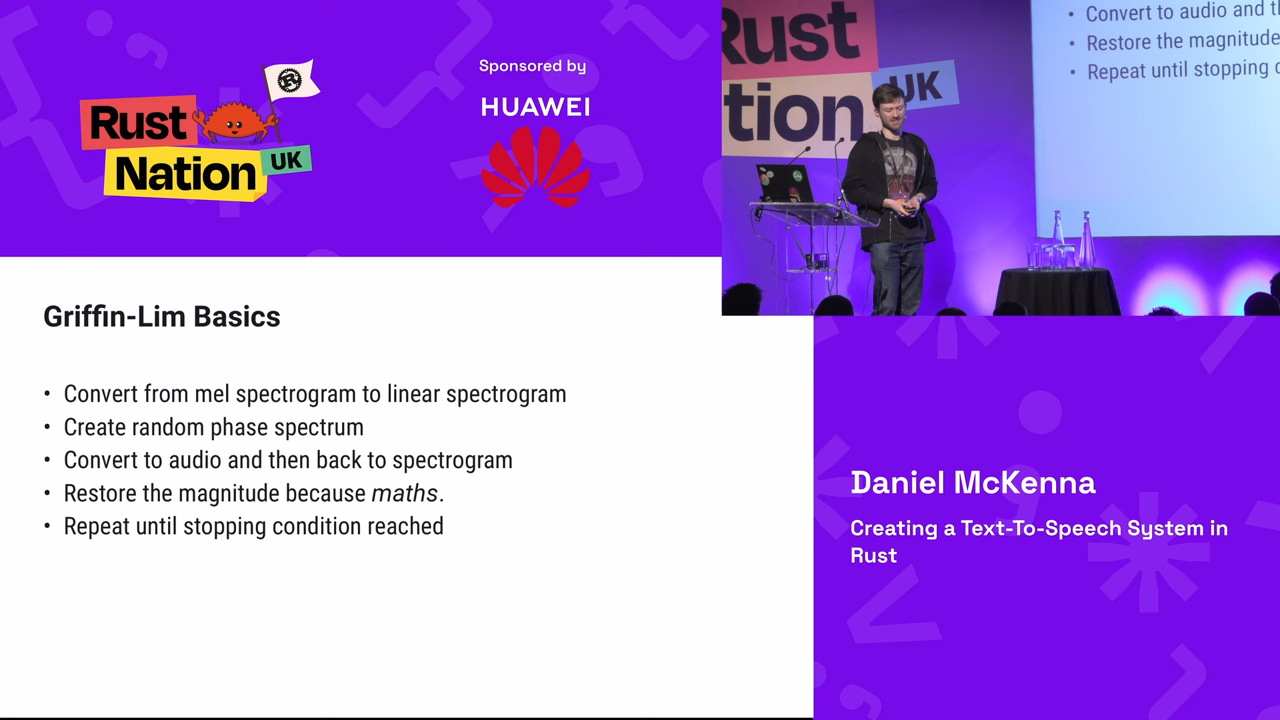 Rust
Nation
UK
Sponsored by
HUAWEI
Griffin-Lim Basics
• Convert from mel spectrogram to linear spectrogram
• Create random phase spectrum
• Convert to audio and then back to spectrogram
• Restore the magnitude because maths.
• Repeat until stopping condition reached
Rust
tion
UK
• Convert to audio and t
• Restore the magnitude
• Repeat until stopping
Daniel McKenna
Creating a Text-To-Speech System in
Rust